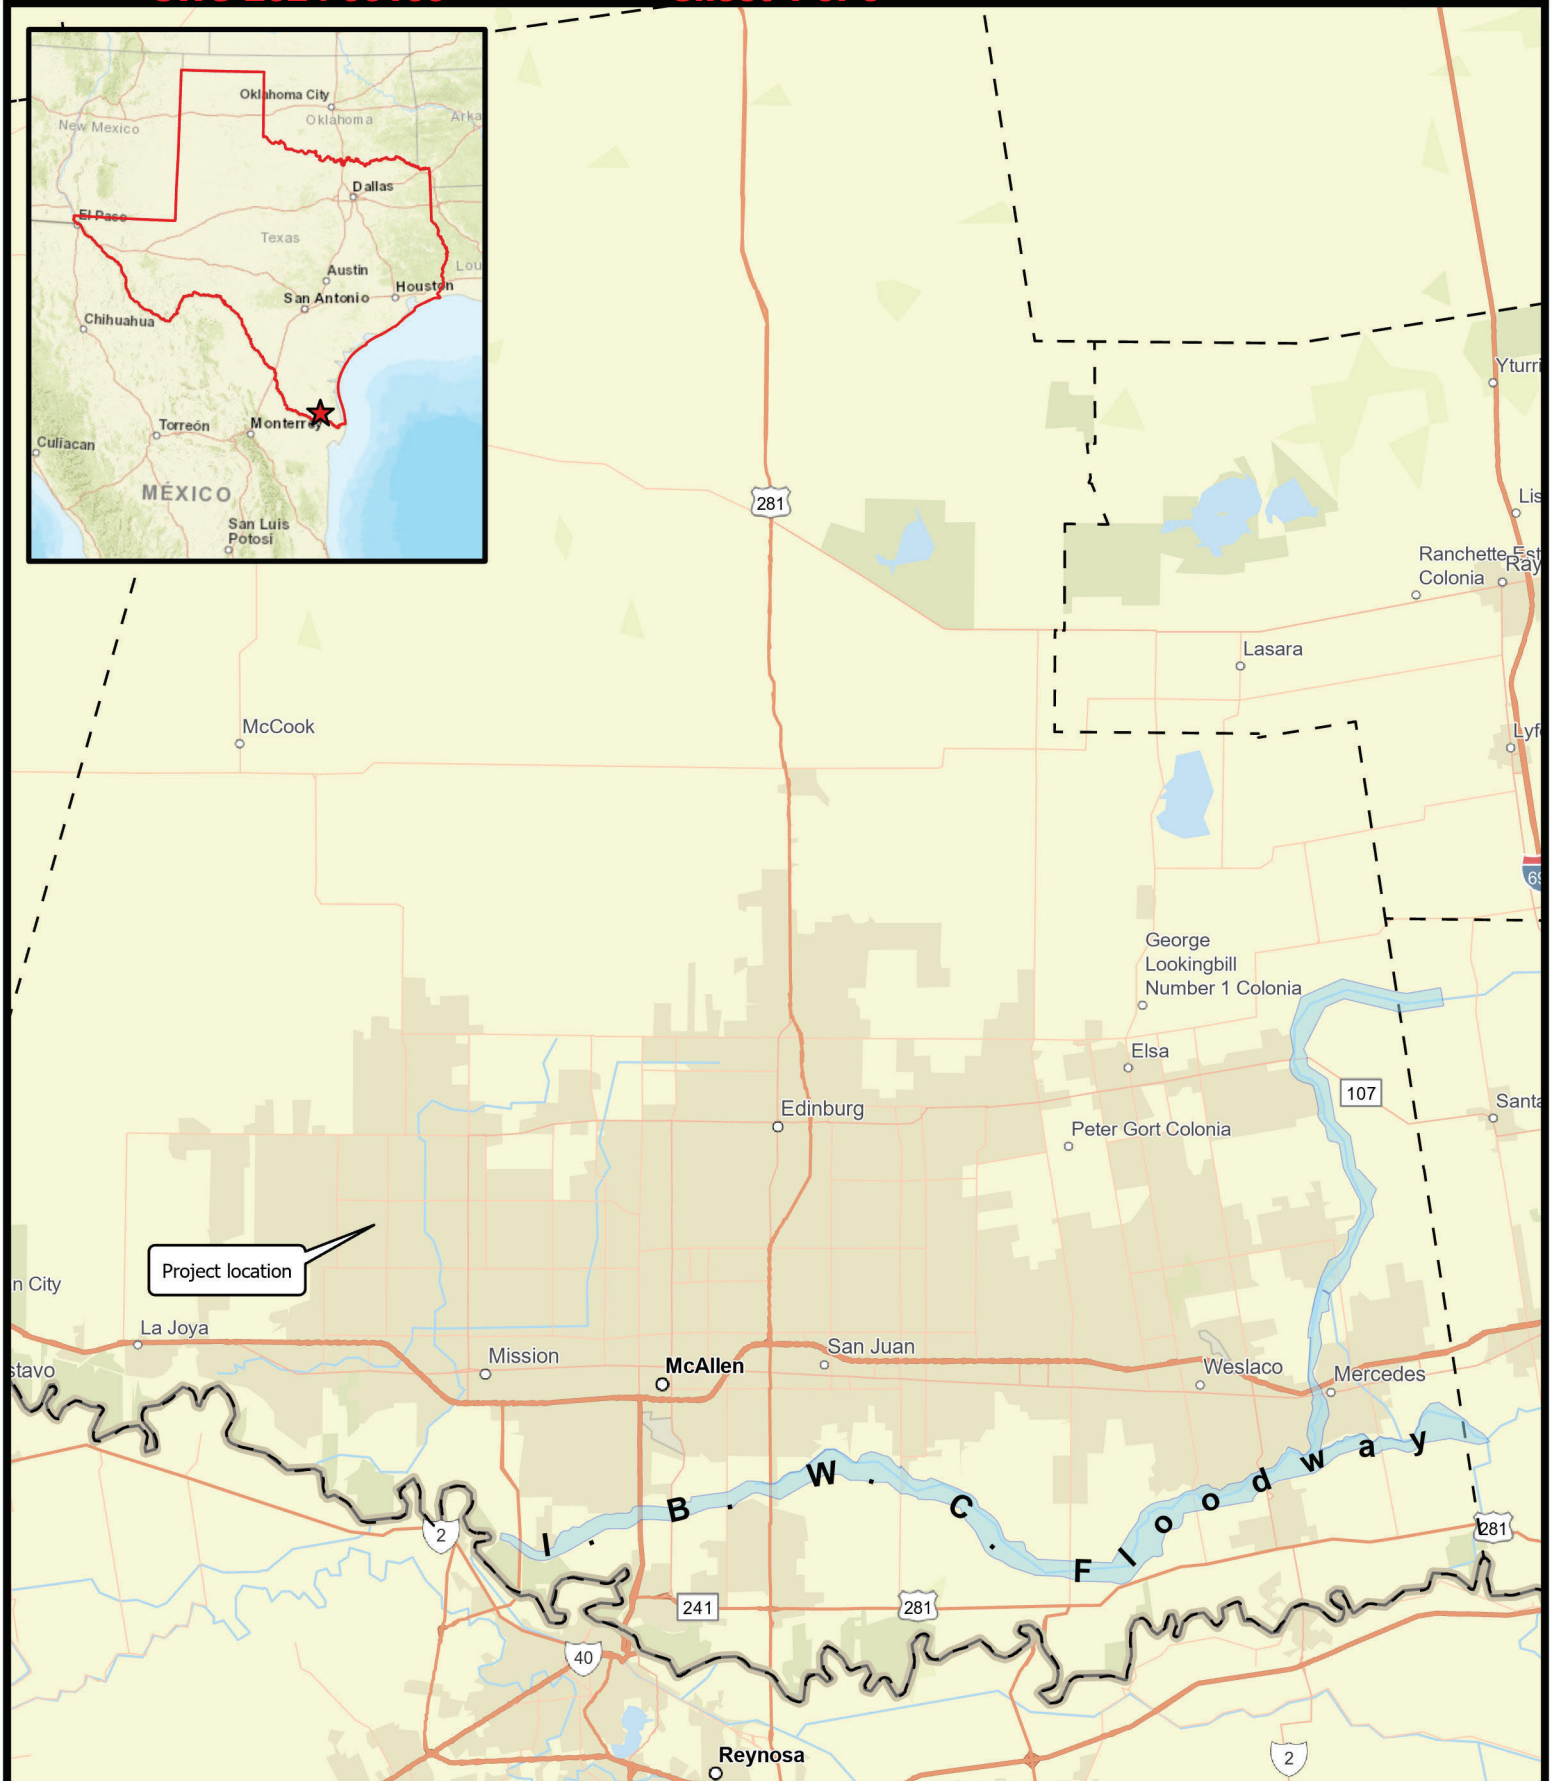 Oklahoma City
Oklahoma
New Mexico
Arka
Dallas
El Paso
Texas
Lou
Austin
Houston
San Antonio
Chihuahua
Torreón
Monterrey
Culiacan
MÉXICO
San Luis
Potosi
281
Yturri
Lis
Ranchette Est
Colonia
Ray
Lasara
McCook
Lyf
69
George
Lookingbill
Number 1 Colonia
Elsa
107
Edinburg
Santa
Peter Gort Colonia
Project location
n City
La Joya
San Juan
Mission
McAllen
Weslaco
Mercedes
stavo
I. B. W. C. Floodway
2
281
241
281
40
Reynosa
2